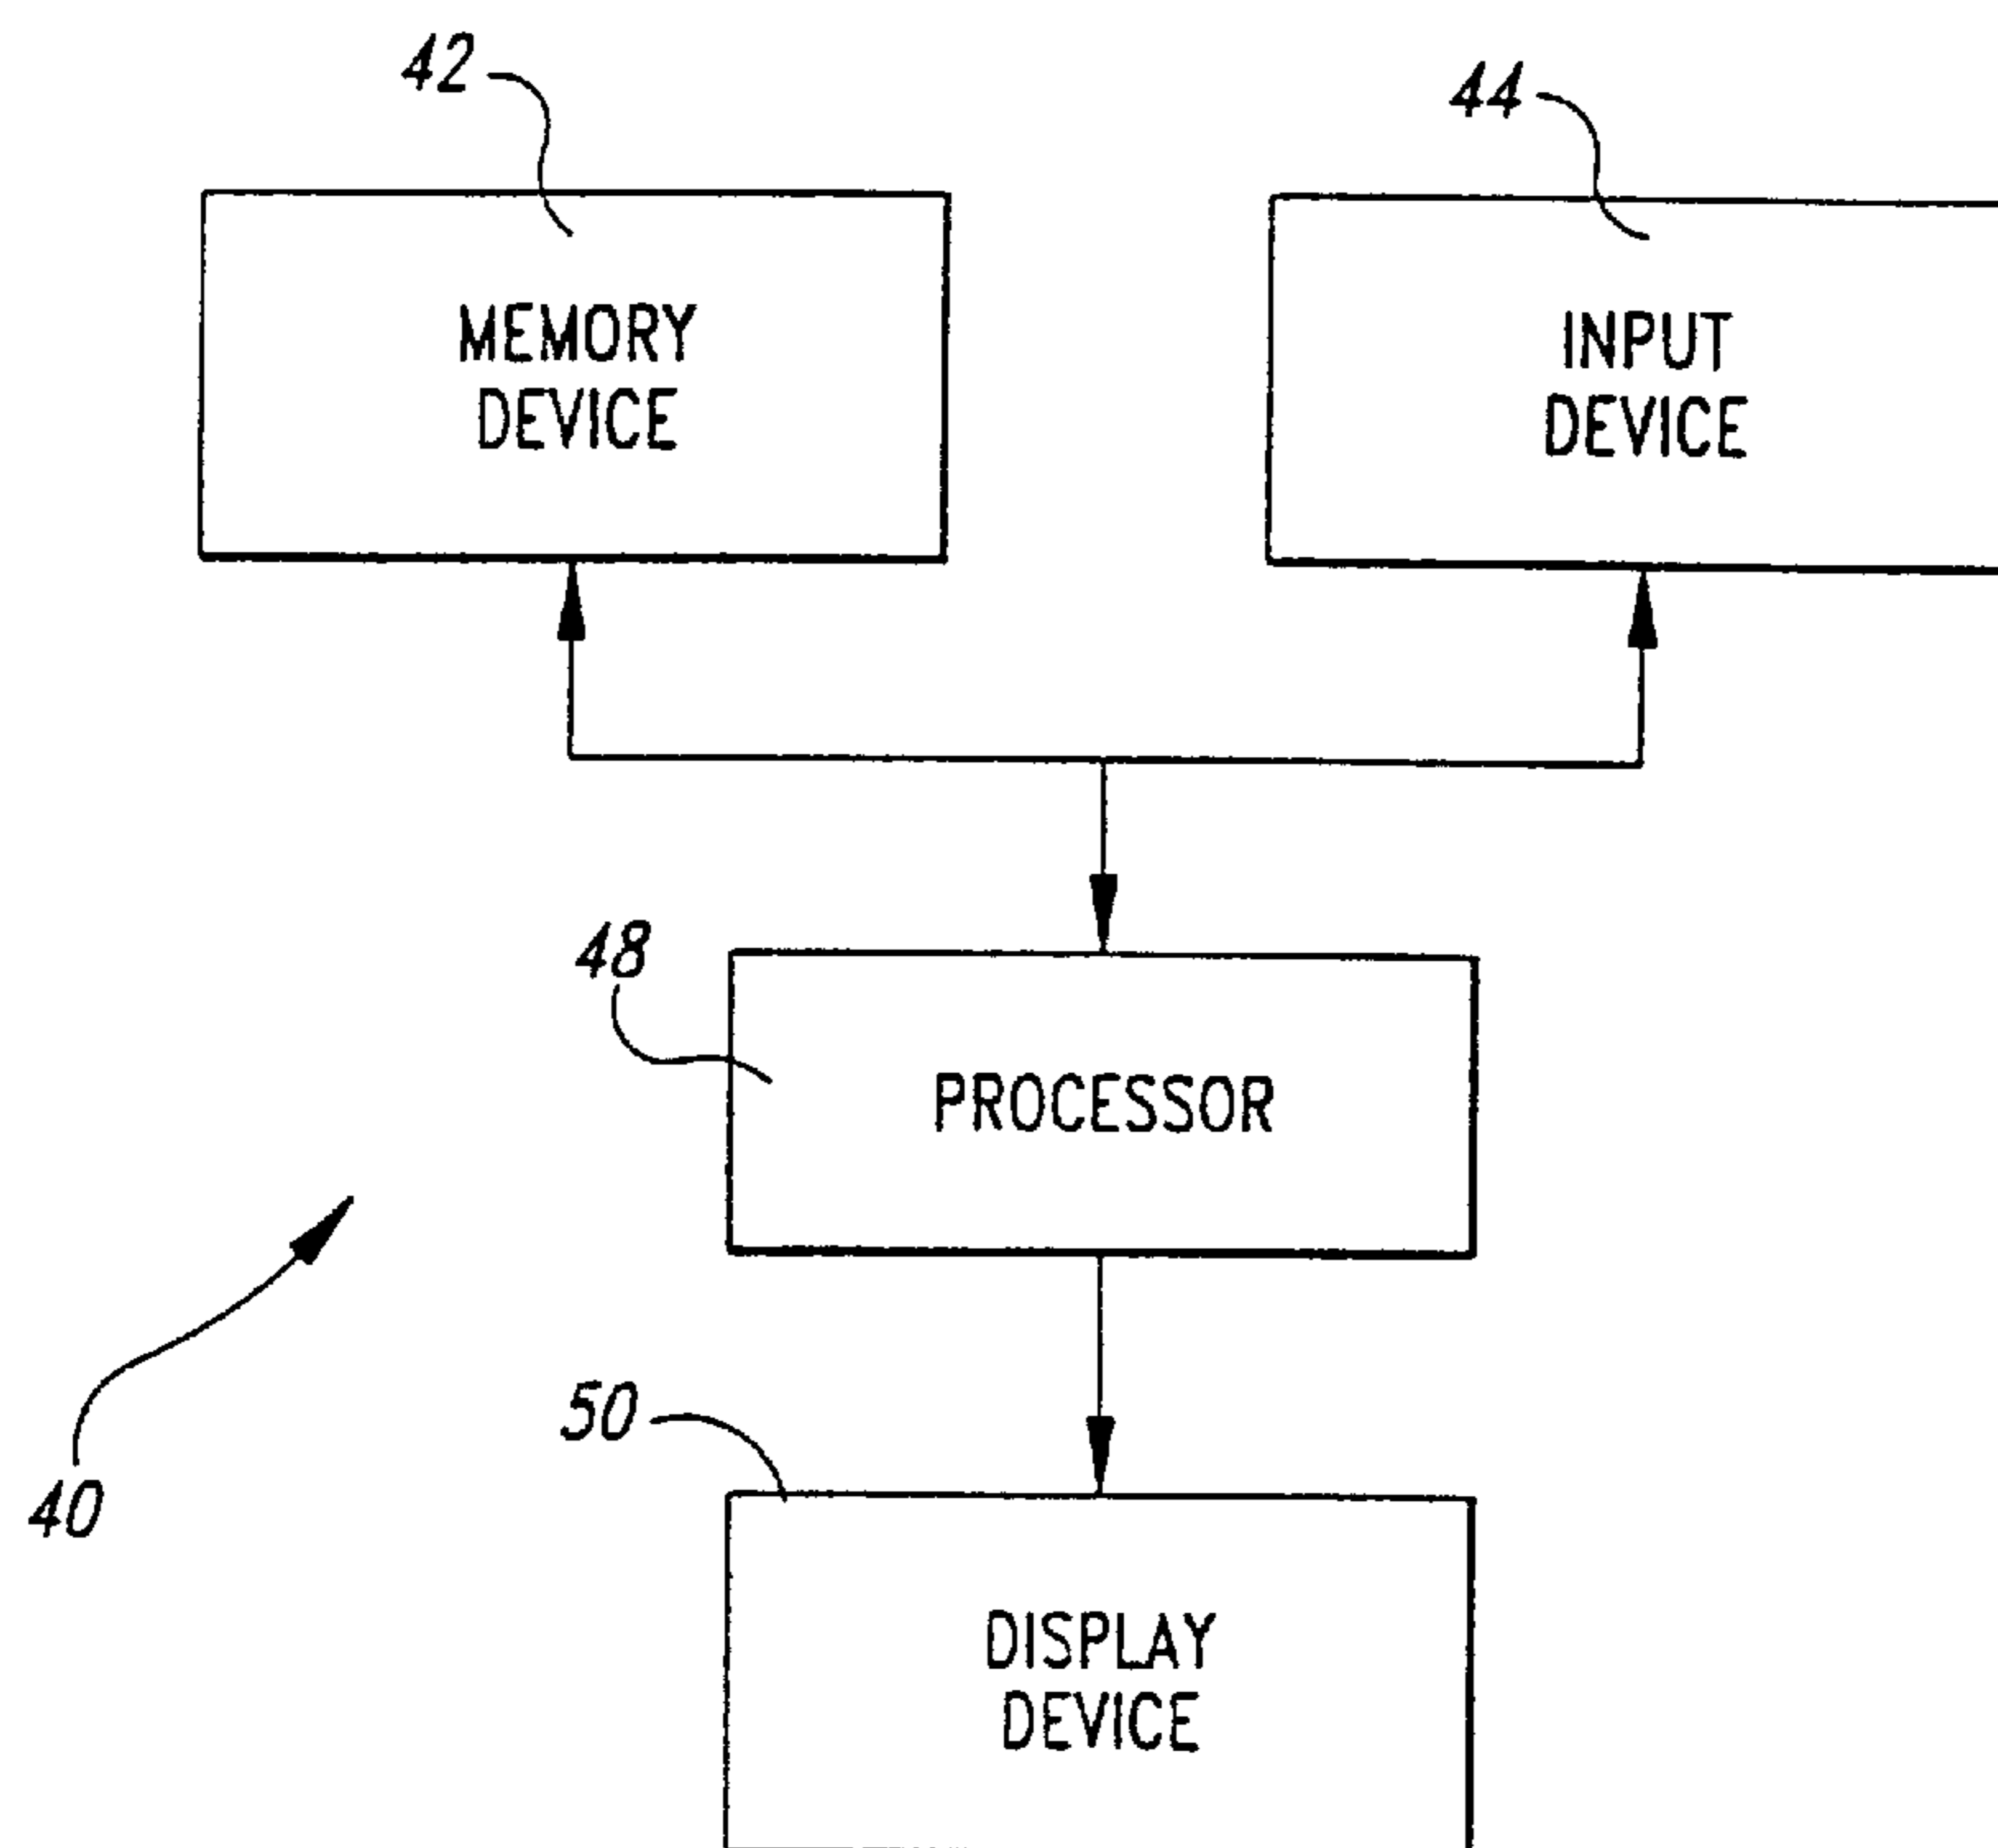 42
44
MEMORY
DEVICE
INPUT
DEVICE
48
PROCESSOR
50
40
DISPLAY
DEVICE